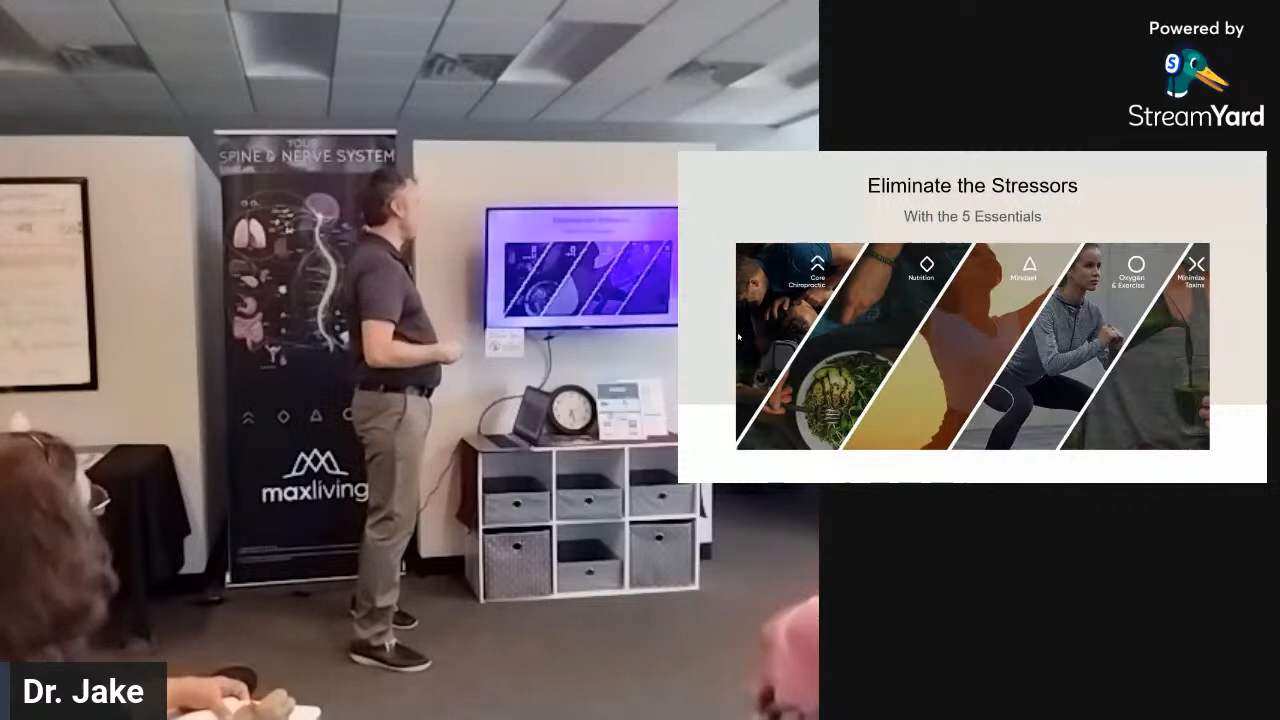 Powered by
StreamYard
YOUR
SPINE & NERVE SYSTEM
maxliving
Eliminate the Stressors
With the 5 Essentials
Core
Chiropractic
Nutrition
Mindset
Oxygen
& Exercise
Minimize
Toxins
Dr. Jake